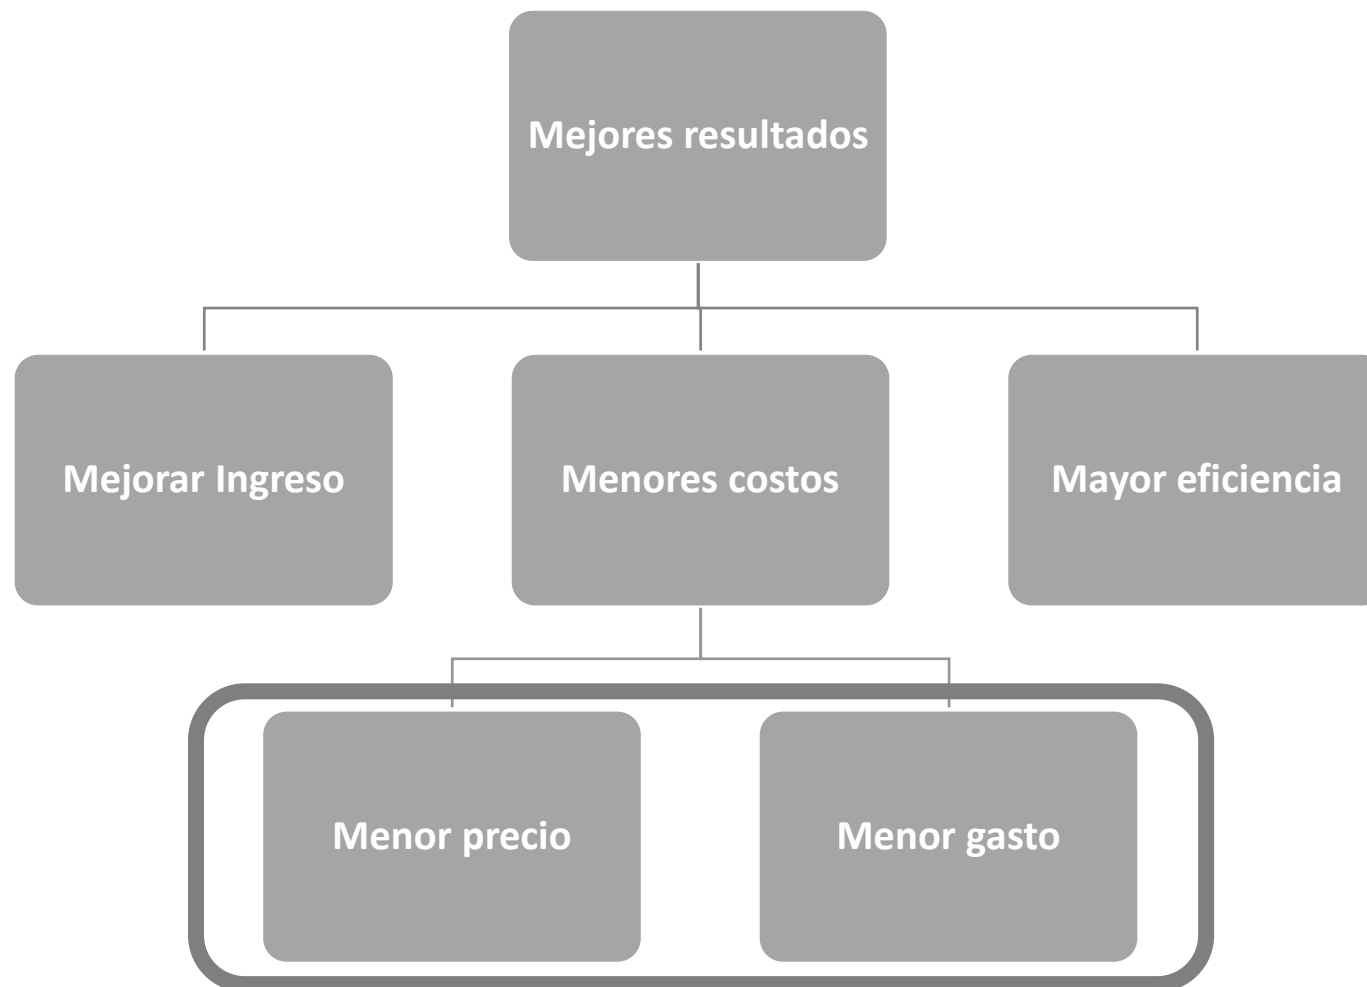 Mejores resultados
Mejorar Ingreso
Menores costos
Mayor eficiencia
Menor precio
Menor gasto